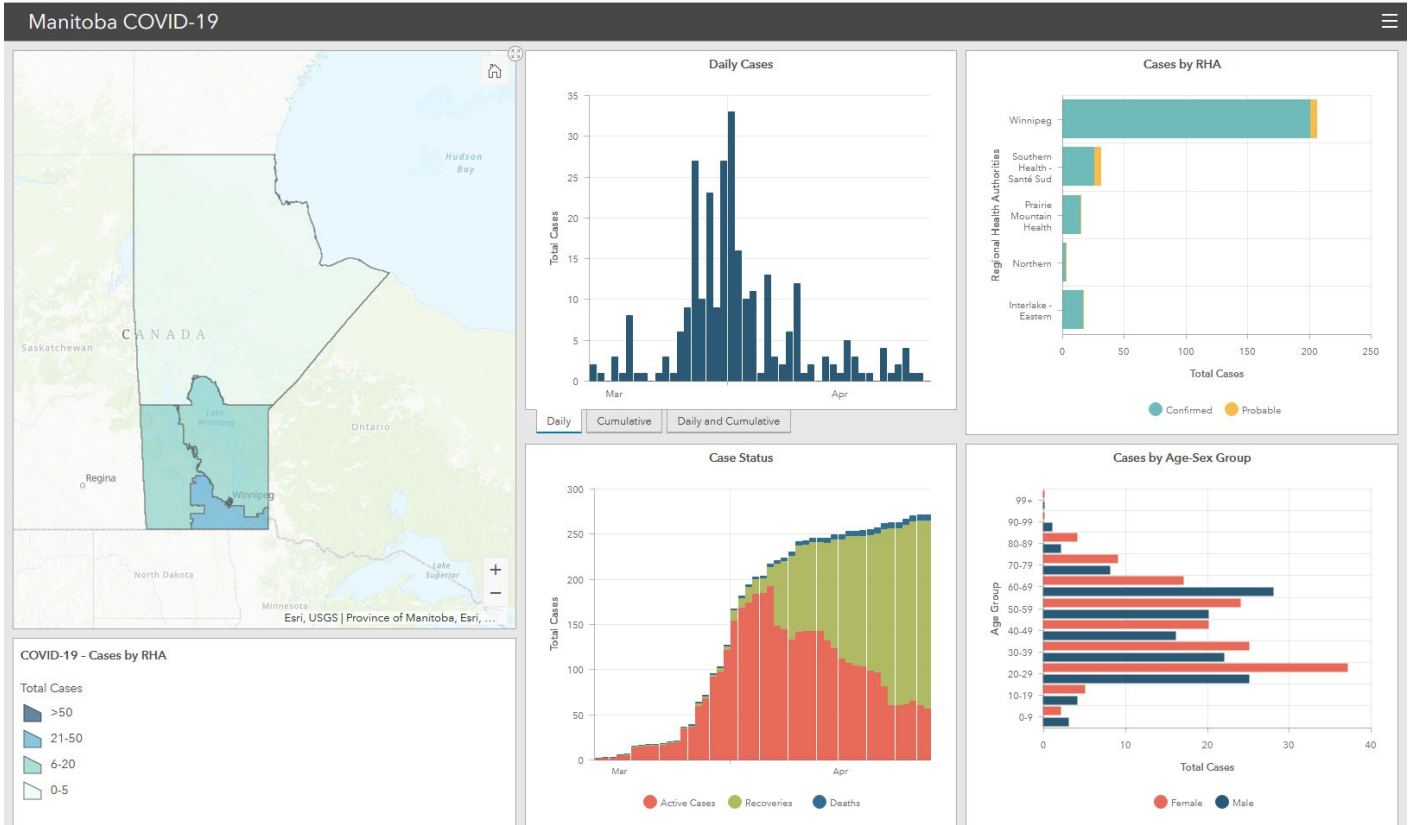 Manitoba COVID-19
Hudson
Bay
CANADA
Saskatchewan
Lake
Winnipeg
Ontario
Regina
Winnipeg
North Dakota
Lake
Superior
Minnesota
+
−
Esri, USGS | Province of Manitoba, Esri, ...
COVID-19 - Cases by RHA
Total Cases
>50
21-50
6-20
0-5
Daily Cases
Total Cases
35
30
25
20
15
10
5
0
Mar
Apr
Daily
Cumulative
Daily and Cumulative
Case Status
Total Cases
300
250
200
150
100
50
0
Mar
Apr
Active Cases
Recoveries
Deaths
Cases by RHA
Regional Health Authorities
Winnipeg
Southern
Health -
Santé Sud
Prairie
Mountain
Health
Northern
Interlake -
Eastern
0
50
100
150
200
250
Total Cases
Confirmed
Probable
Cases by Age-Sex Group
Age Group
99+
90-99
80-89
70-79
60-69
50-59
40-49
30-39
20-29
10-19
0-9
0
10
20
30
40
Total Cases
Female
Male